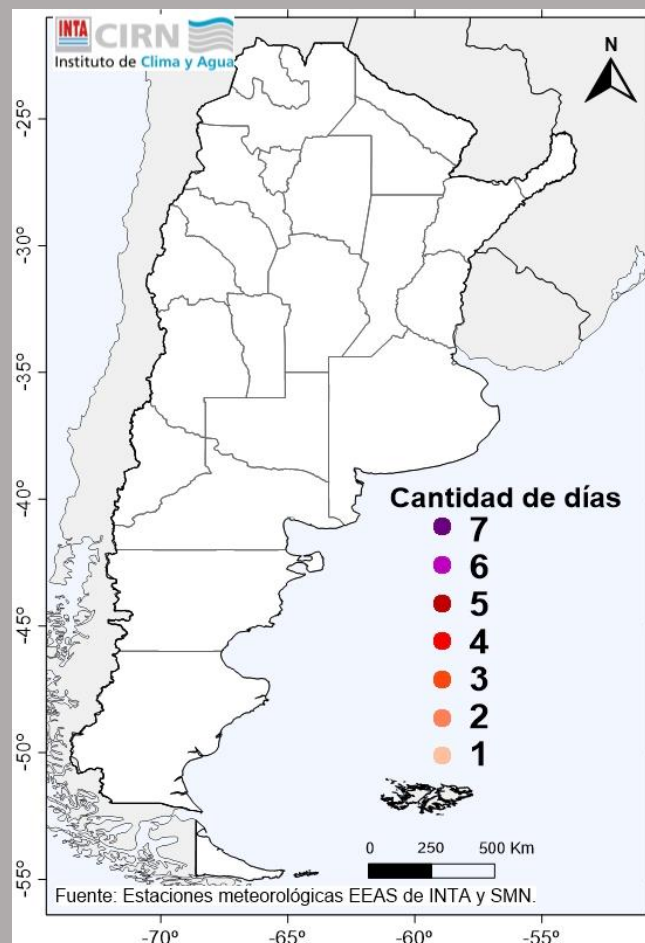 INTA CIRN
Instituto de Clima y Agua
N
-25°
-30°
-35°
-40°
-45°
-50°
-55°
Cantidad de días
7
6
5
4
3
2
1
0 250 500 Km
Fuente: Estaciones meteorológicas EEAS de INTA y SMN.
-70° -65° -60° -55°